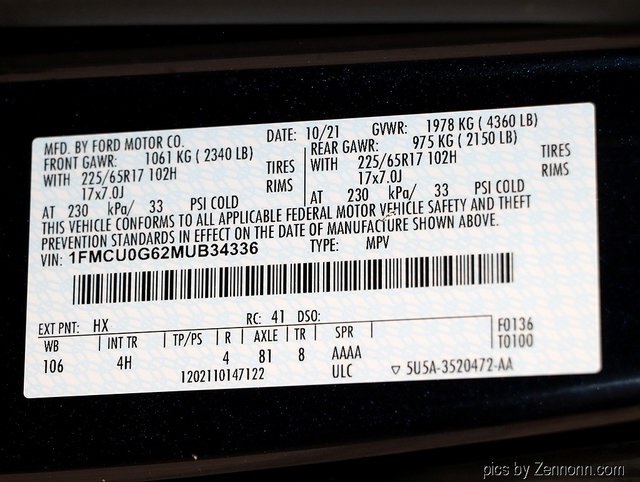 MFD. BY FORD MOTOR CO. DATE: 10/21 GVWR: 1978 KG ( 4360 LB)
FRONT GAWR: 1061 KG ( 2340 LB) REAR GAWR: 975 KG ( 2150 LB)
WITH 225/65R17 102H TIRES WITH 225/65R17 102H TIRES
17x7.0J RIMS 17x7.0J RIMS
AT 230 kPa/ 33 PSI COLD AT 230 kPa/ 33 PSI COLD
THIS VEHICLE CONFORMS TO ALL APPLICABLE FEDERAL MOTOR VEHICLE SAFETY AND THEFT
PREVENTION STANDARDS IN EFFECT ON THE DATE OF MANUFACTURE SHOWN ABOVE.
VIN: 1FMCU0G62MUB34336 TYPE: MPV
EXT PNT: HX RC: 41 DSO:
WB INT TR TP/PS R AXLE TR SPR F0136
106 4H 4 81 8 AAAA T0100
1202110147122 ULC ▽ 5U5A-3520472-AA
pics by Zennonn.com